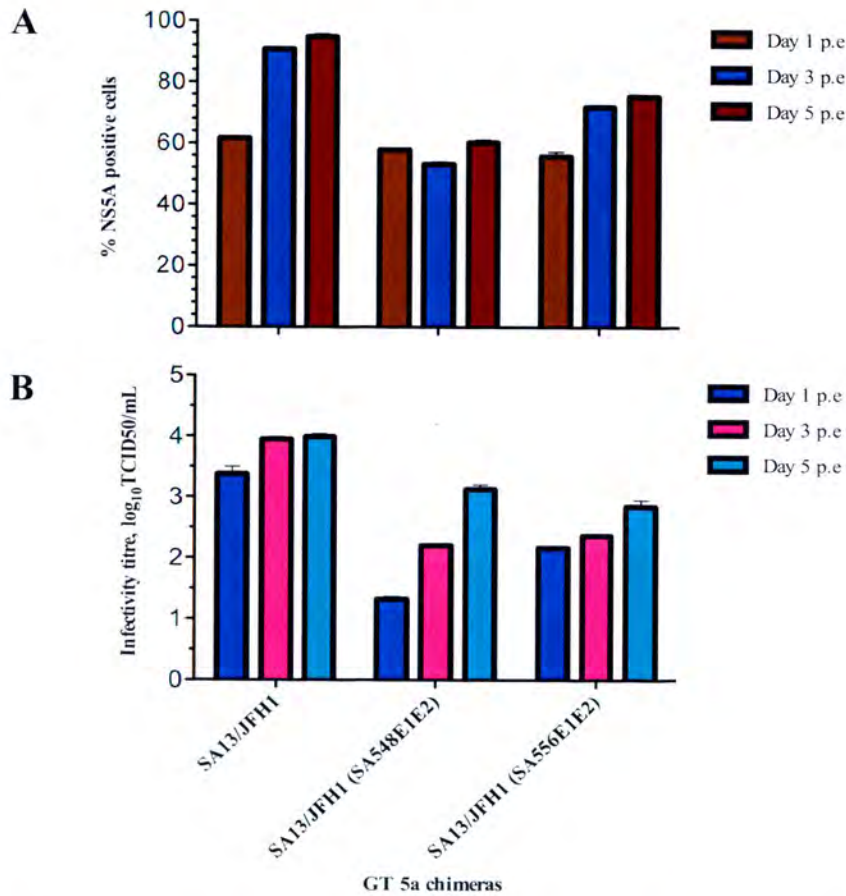 A
% NS5A positive cells
100
80
60
40
20
0
Day 1 p.e
Day 3 p.e
Day 5 p.e
B
Infectivity titre, log10TCID50/mL
5
4
3
2
1
0
Day 1 p.e
Day 3 p.e
Day 5 p.e
SA13/JFH1
SA13/JFH1 (SA548E1E2)
SA13/JFH1 (SA556E1E2)
GT 5a chimeras